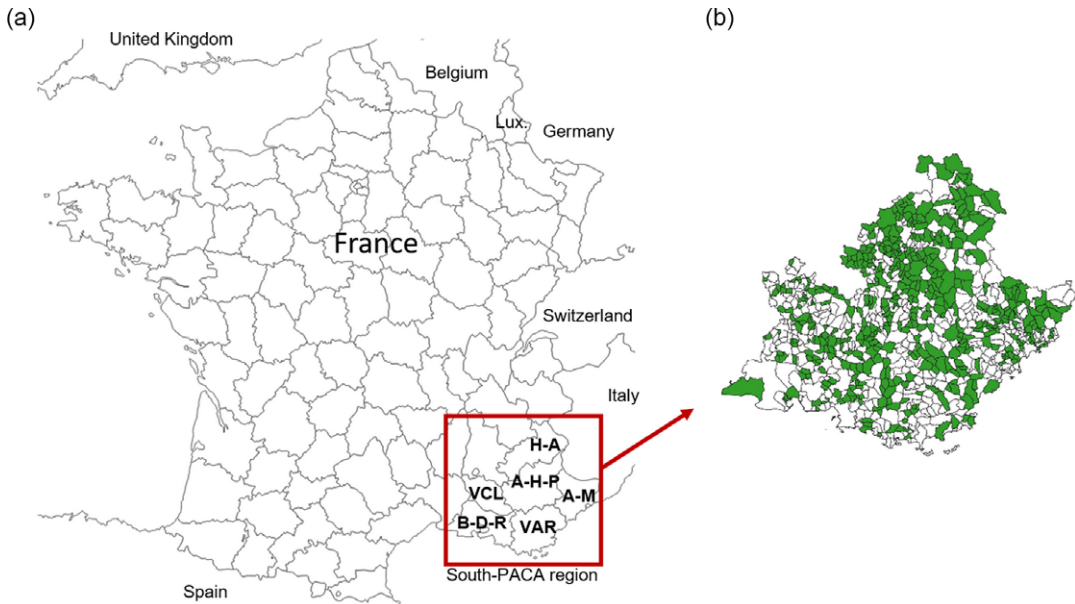 (a)
(b)
United Kingdom
Belgium
Lux.
Germany
France
Switzerland
Italy
H-A
A-H-P
VCL
A-M
B-D-R
VAR
South-PACA region
Spain